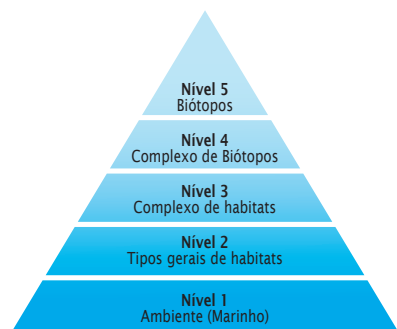 Nível 5
Biótopos
Nível 4
Complexo de Biótopos
Nível 3
Complexo de habitats
Nível 2
Tipos gerais de habitats
Nível 1
Ambiente (Marinho)